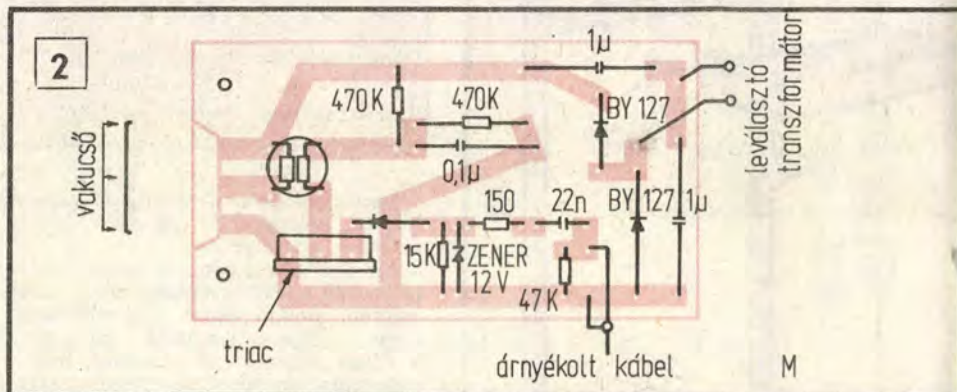 2
1µ
470K
470K
BY 127
leválasztó
transzformátor
vakucső
0,1µ
BY 127
1µ
150
22n
15K
ZENER
12 V
47 K
triac
árnyékolt kábel
M